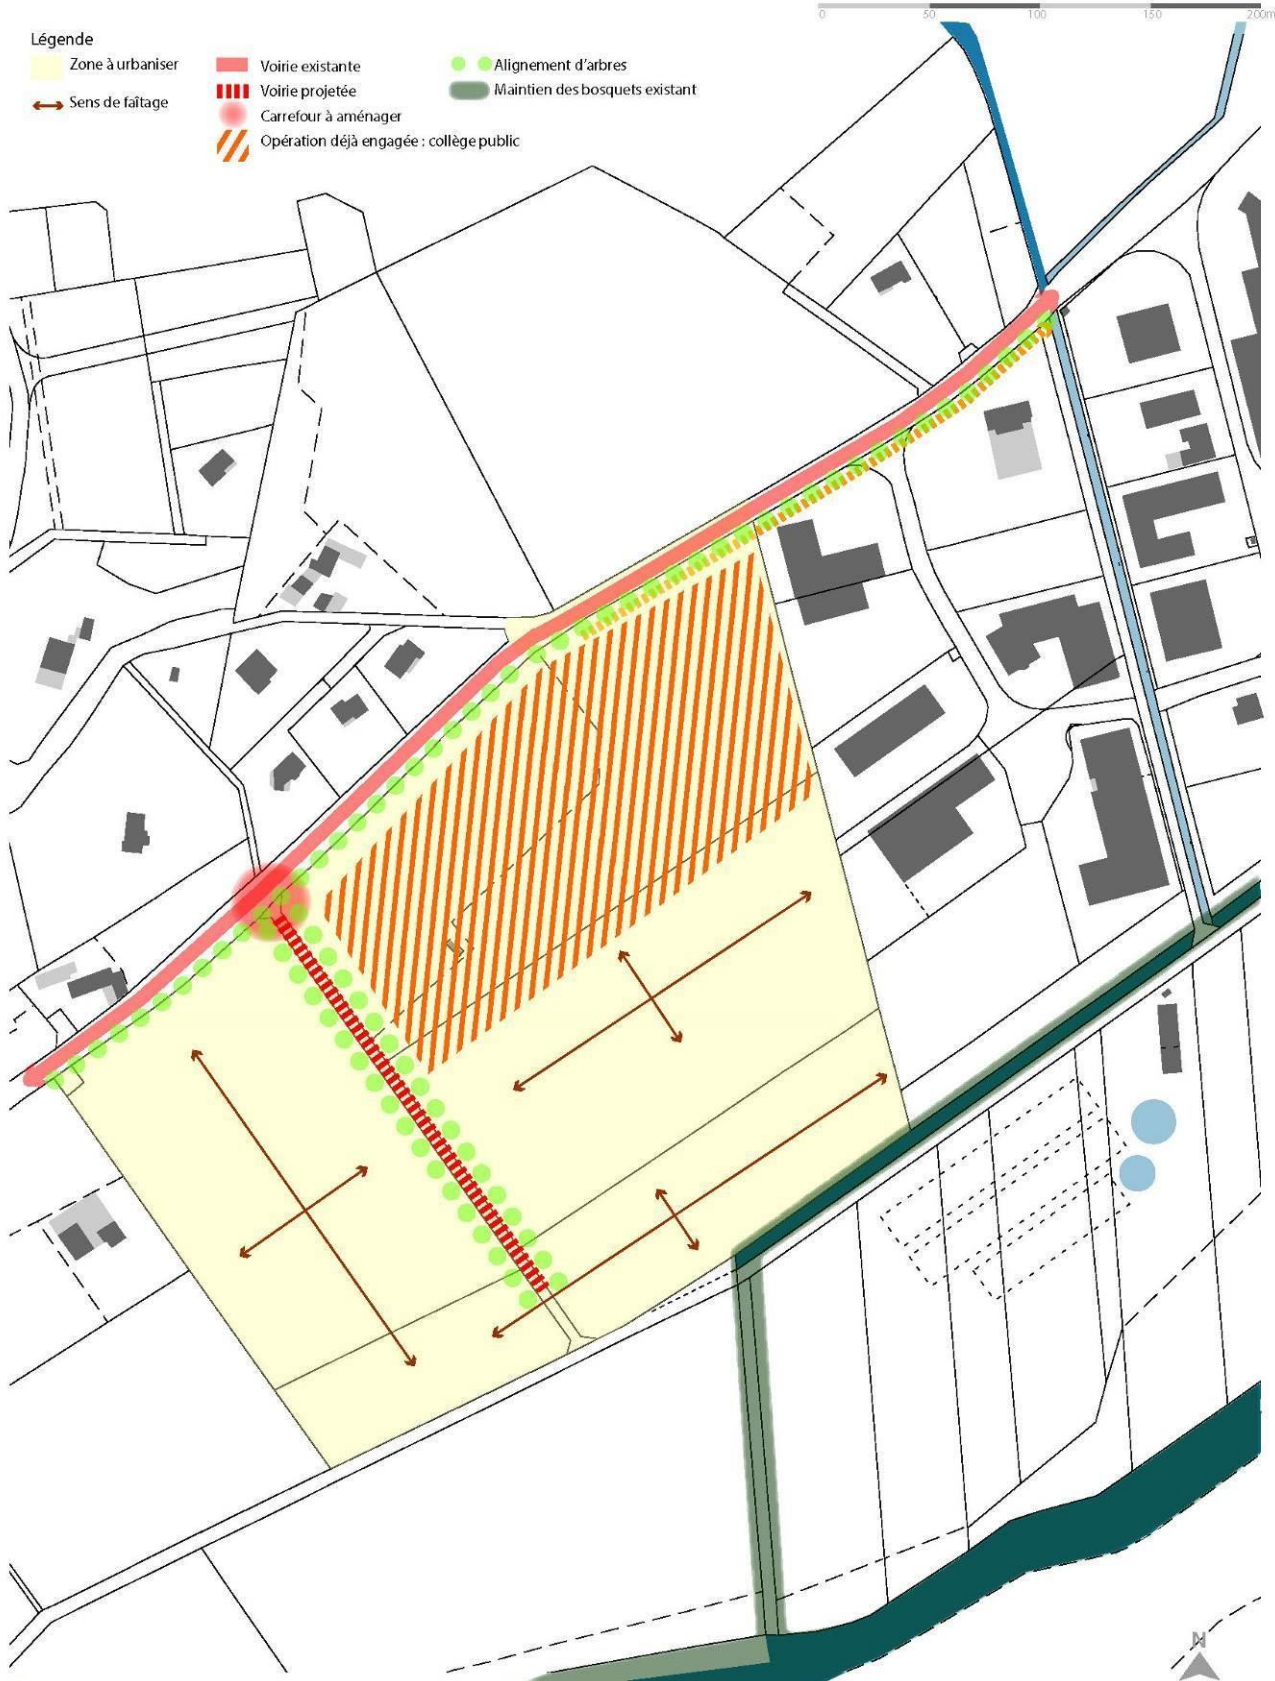 0 50 100 150 200m
Légende
Zone à urbaniser
Sens de faîtage
Voirie existante
Voirie projetée
Carrefour à aménager
Opération déjà engagée : collège public
Alignement d'arbres
Maintien des bosquets existant
N